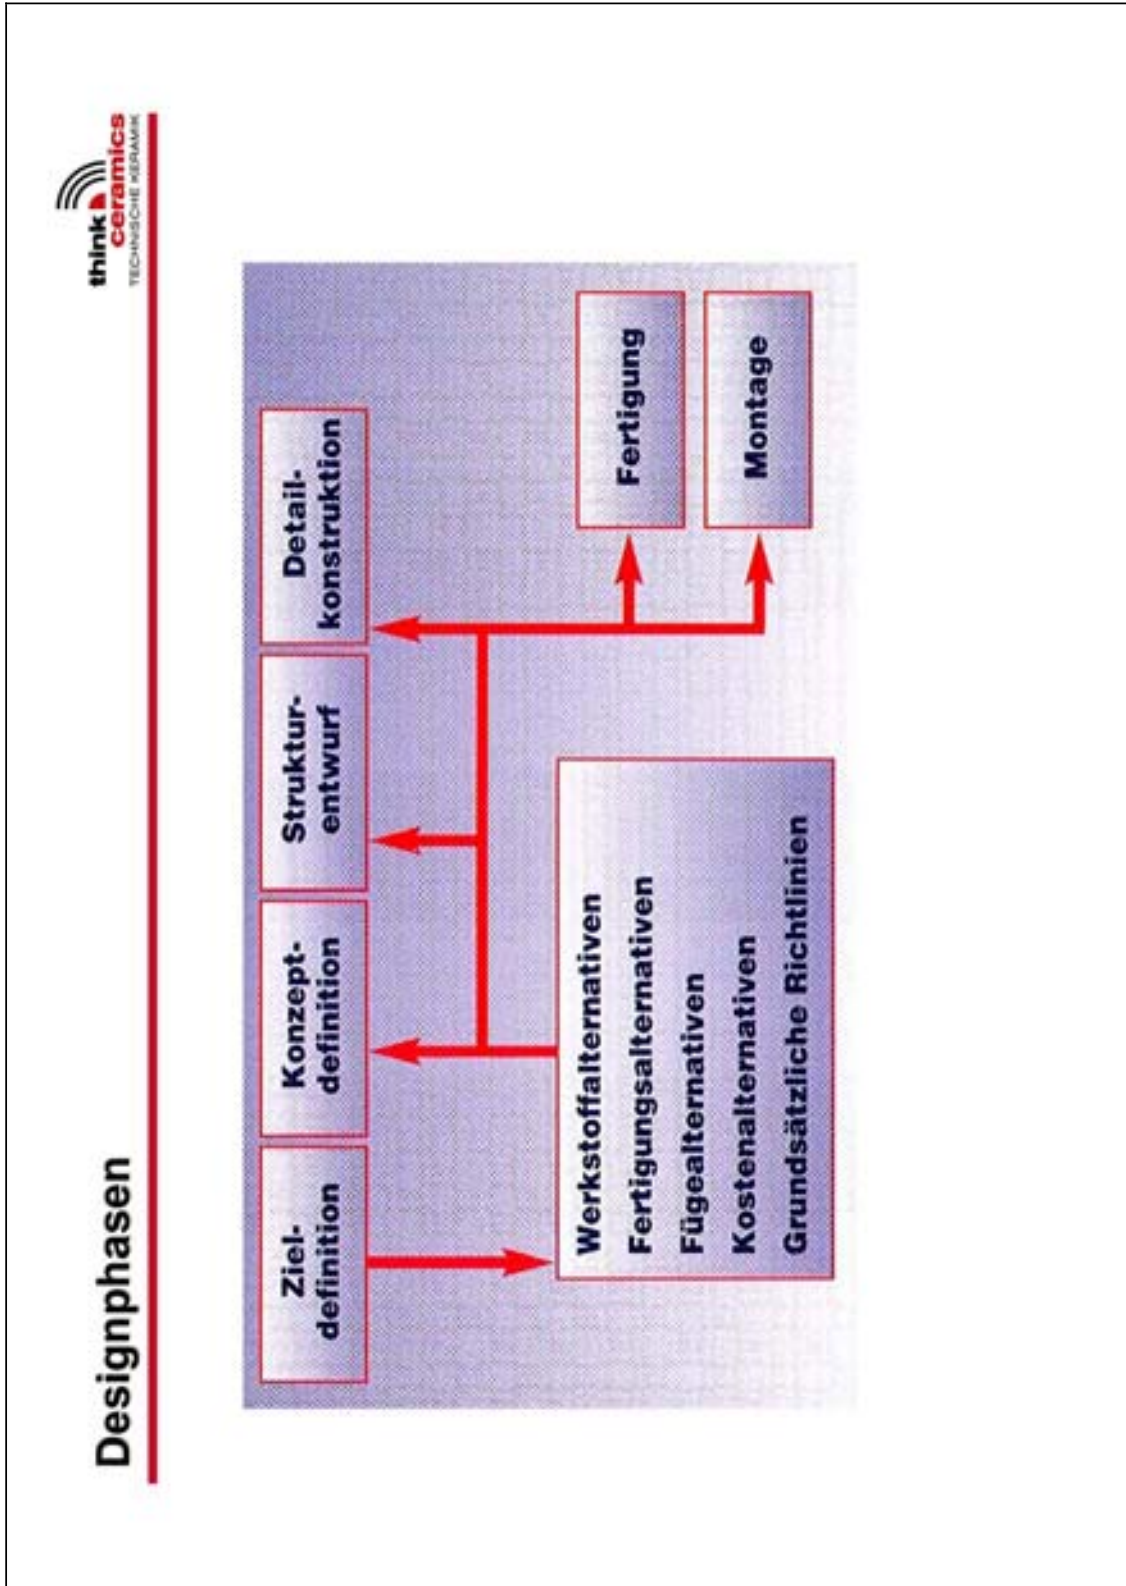 Designphasen
think
ceramics
TECHNISCHE KERAMIK
Ziel-
definition
Konzept-
definition
Struktur-
entwurf
Detail-
konstruktion
Werkstoffalternativen
Fertigungsalternativen
Fügealternativen
Kostenalternativen
Grundsätzliche Richtlinien
Fertigung
Montage